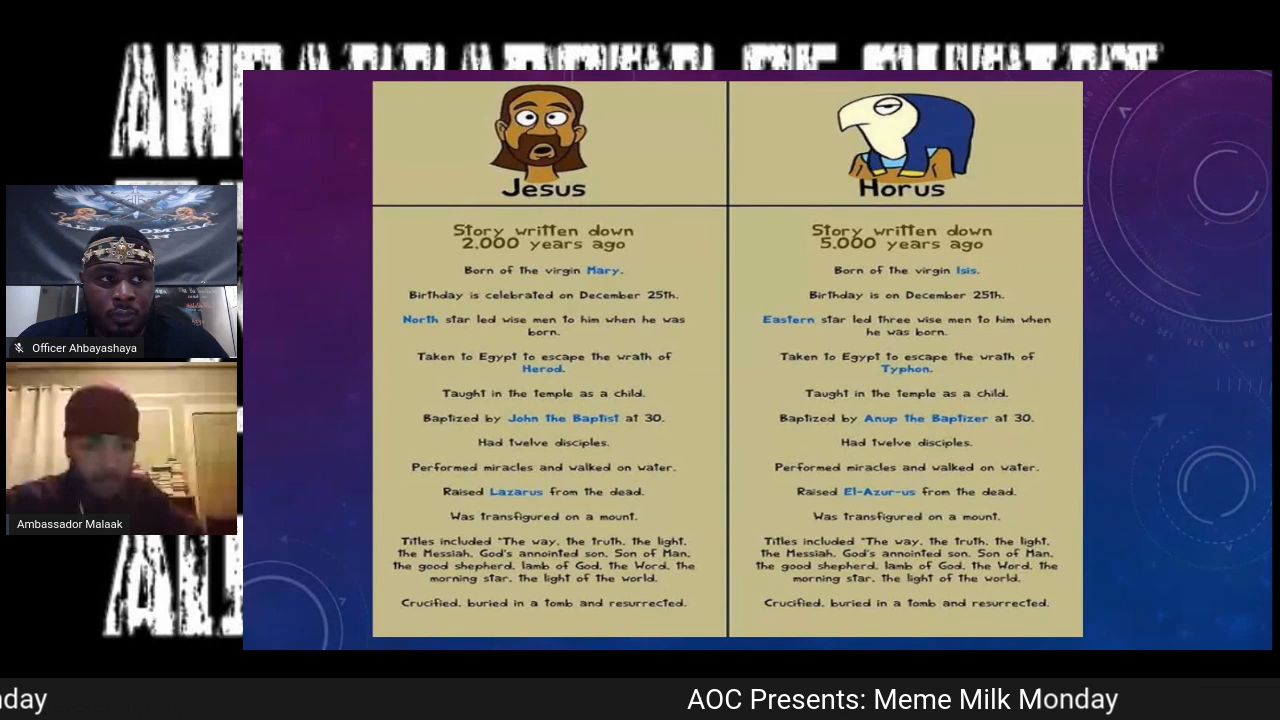 Jesus
Horus
Story written down
2.000 years ago
Born of the virgin Mary.
Birthday is celebrated on December 25th.
North star led wise men to him when he was
born.
Taken to Egypt to escape the wrath of
Herod.
Taught in the temple as a child.
Baptized by John the Baptist at 30.
Had twelve disciples.
Performed miracles and walked on water.
Raised Lazarus from the dead.
Was transfigured on a mount.
Titles included "The way, the truth, the light,
the Messiah, God's annointed son, Son of Man,
the good shepherd, lamb of God, the Word, the
morning star, the light of the world.
Crucified, buried in a tomb and resurrected.
Story written down
5.000 years ago
Born of the virgin Isis.
Birthday is on December 25th.
Eastern star led three wise men to him when
he was born.
Taken to Egypt to escape the wrath of
Typhon.
Taught in the temple as a child.
Baptized by Anup the Baptizer at 30.
Had twelve disciples.
Performed miracles and walked on water.
Raised El-Azur-us from the dead.
Was transfigured on a mount.
Titles included "The way, the truth, the light,
the Messiah, God's annointed son, Son of Man,
the good shepherd, lamb of God, the Word, the
morning star, the light of the world.
Crucified, buried in a tomb and resurrected.
Officer Ahbayashaya
Ambassador Malaak
nday
AOC Presents: Meme Milk Monday